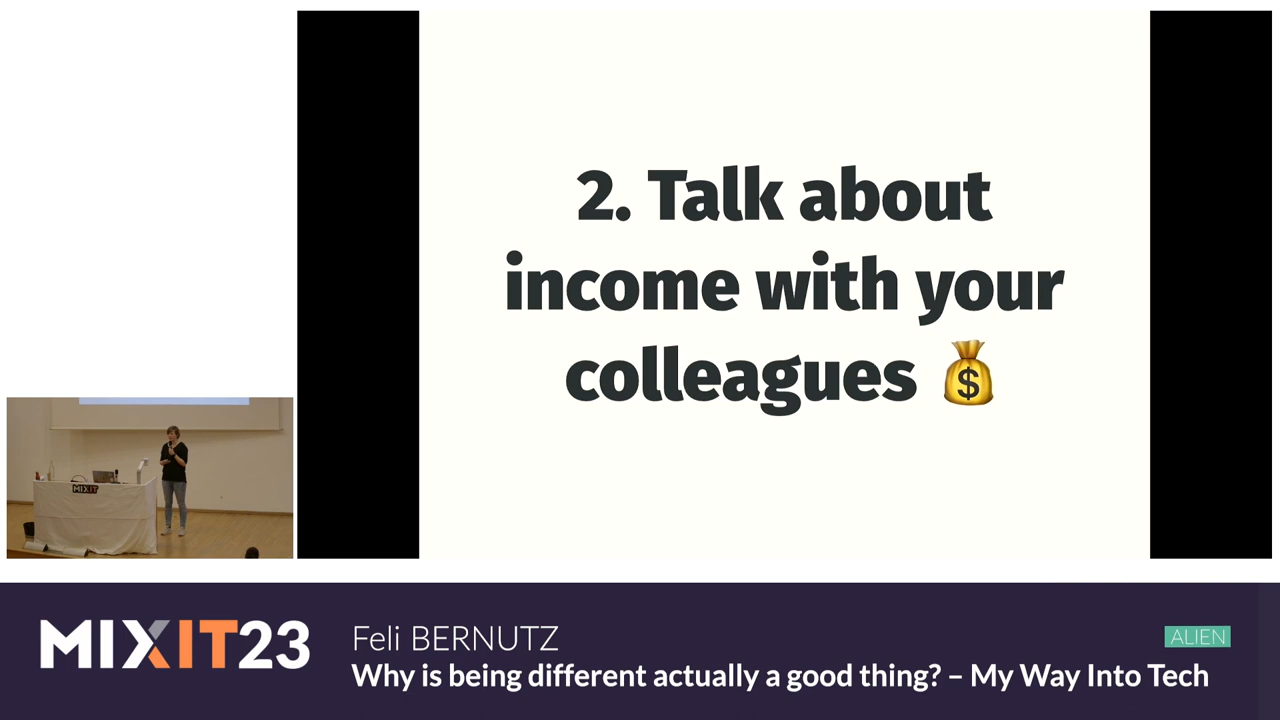 2. Talk about
income with your
colleagues 💰
MIXIT
MIXIT23
Feli BERNUTZ
ALIEN
Why is being different actually a good thing? – My Way Into Tech